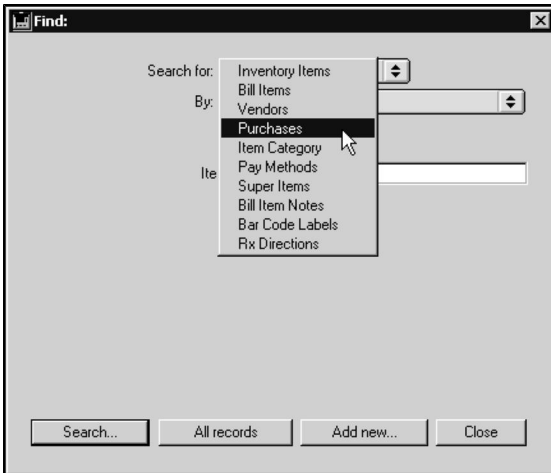 Find:
Search for:
Inventory Items
Bill Items
By:
Vendors
Purchases
Item Category
Ite
Pay Methods
Super Items
Bill Item Notes
Bar Code Labels
Rx Directions
Search... All records Add new... Close